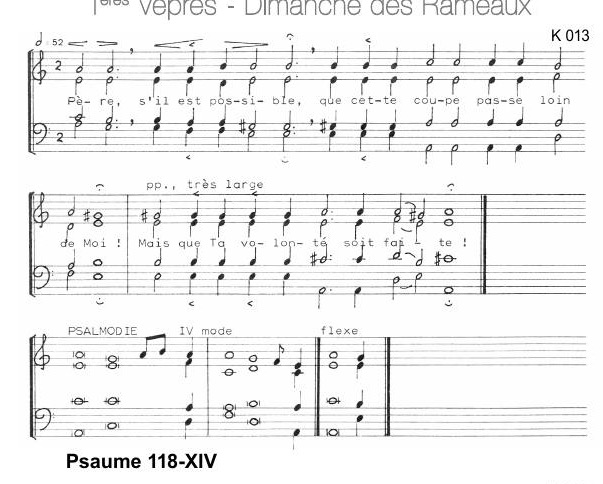 1ères Vêpres - Dimanche des Rameaux
K 013
: 52
Pè- re, s'il est pos-si- ble, que cet-te cou-pe pas-se loin
pp., très large
de Moi ! Mais que Ta vo- lon- té soit fai - te !
PSALMODIE IV mode flexe
Psaume 118-XIV